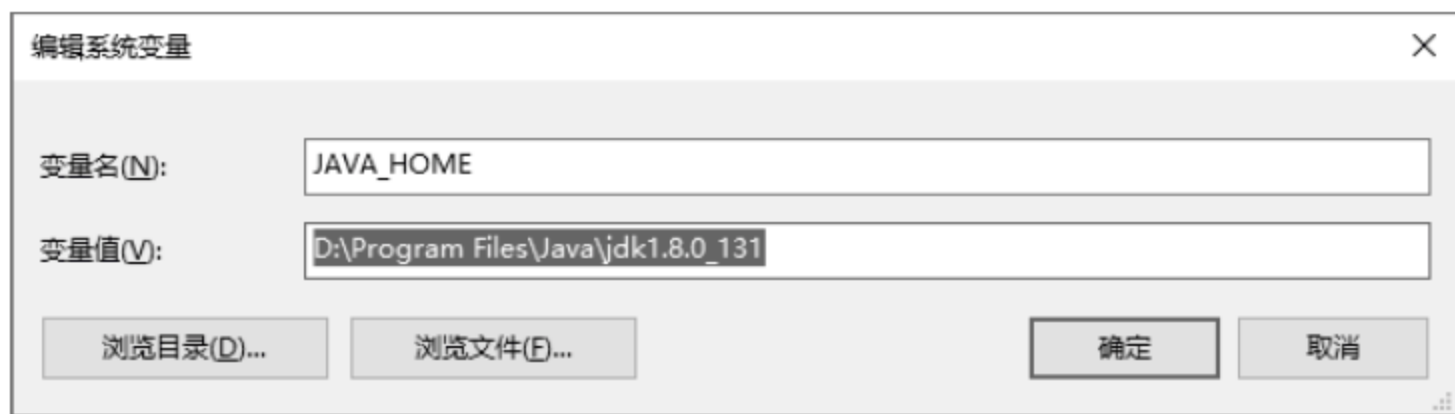 编辑系统变量
变量名(N):
JAVA_HOME
变量值(V):
D:\Program Files\Java\jdk1.8.0_131
浏览目录(D)...
浏览文件(F)...
确定
取消